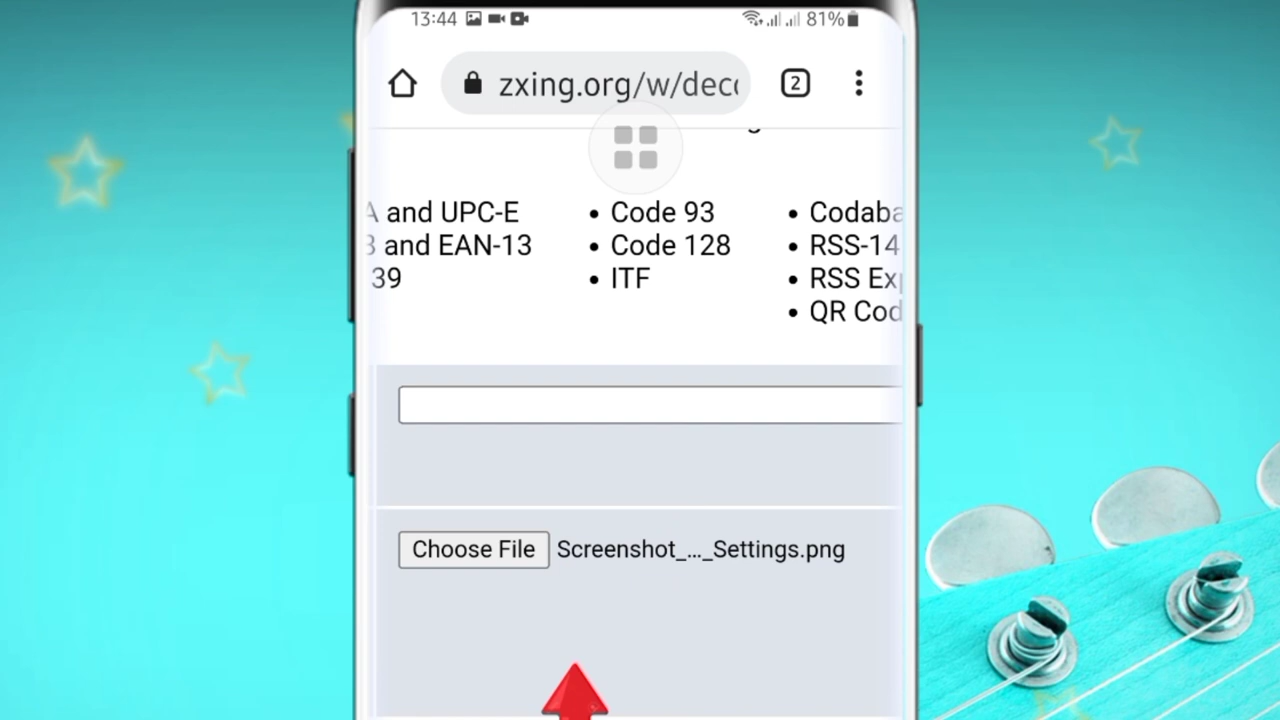 13:44 81%
zxing.org/w/dec
2
A and UPC-E
and EAN-13
39
• Code 93
• Code 128
• ITF
• Codaba
• RSS-14
• RSS Exp
• QR Cod
Choose File Screenshot_..._Settings.png